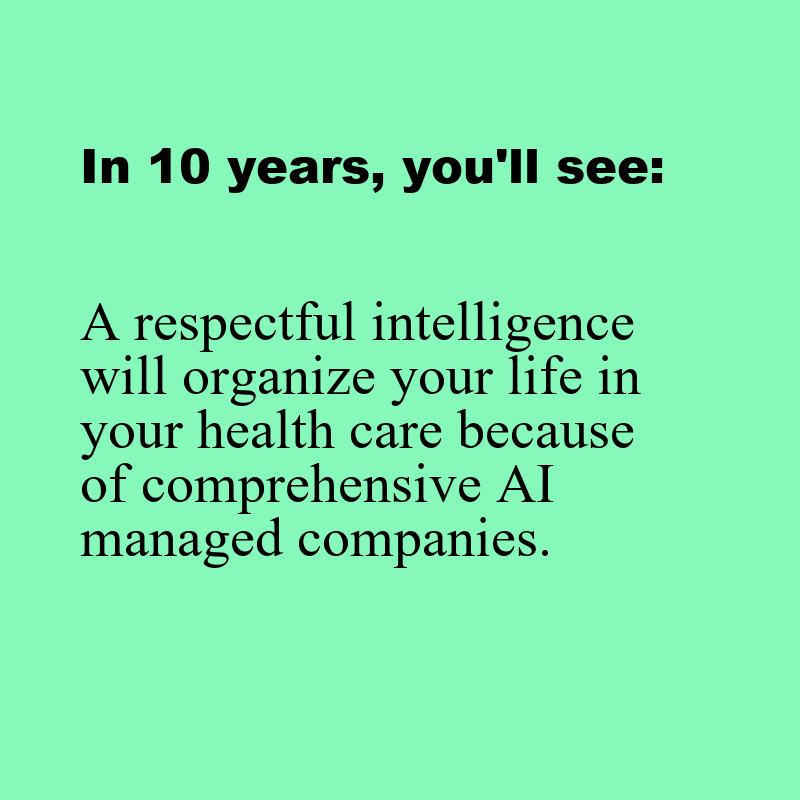 In 10 years, you'll see:
A respectful intelligence
will organize your life in
your health care because
of comprehensive AI
managed companies.